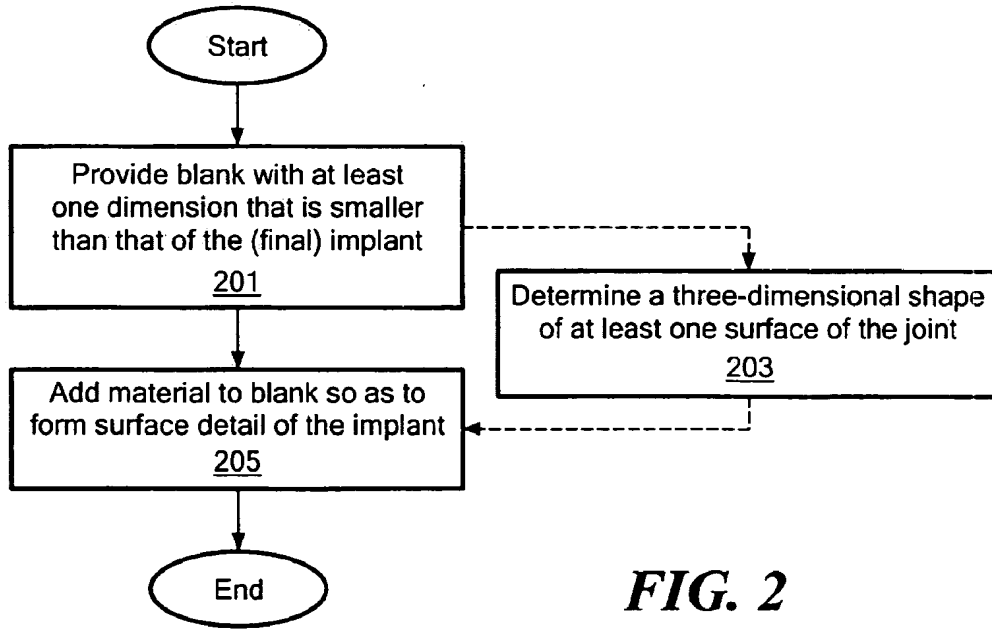 Start
Provide blank with at least
one dimension that is smaller
than that of the (final) implant
201
Determine a three-dimensional shape
of at least one surface of the joint
203
Add material to blank so as to
form surface detail of the implant
205
End
FIG. 2